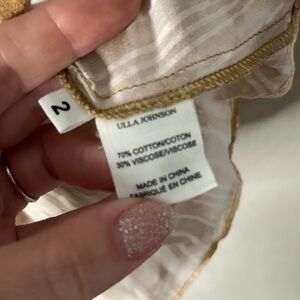 2
ULLA JOHNSON
70% COTTON/COTON
30% VISCOSE/VISCOSE
MADE IN CHINA
FABRIQUÉ EN CHINE